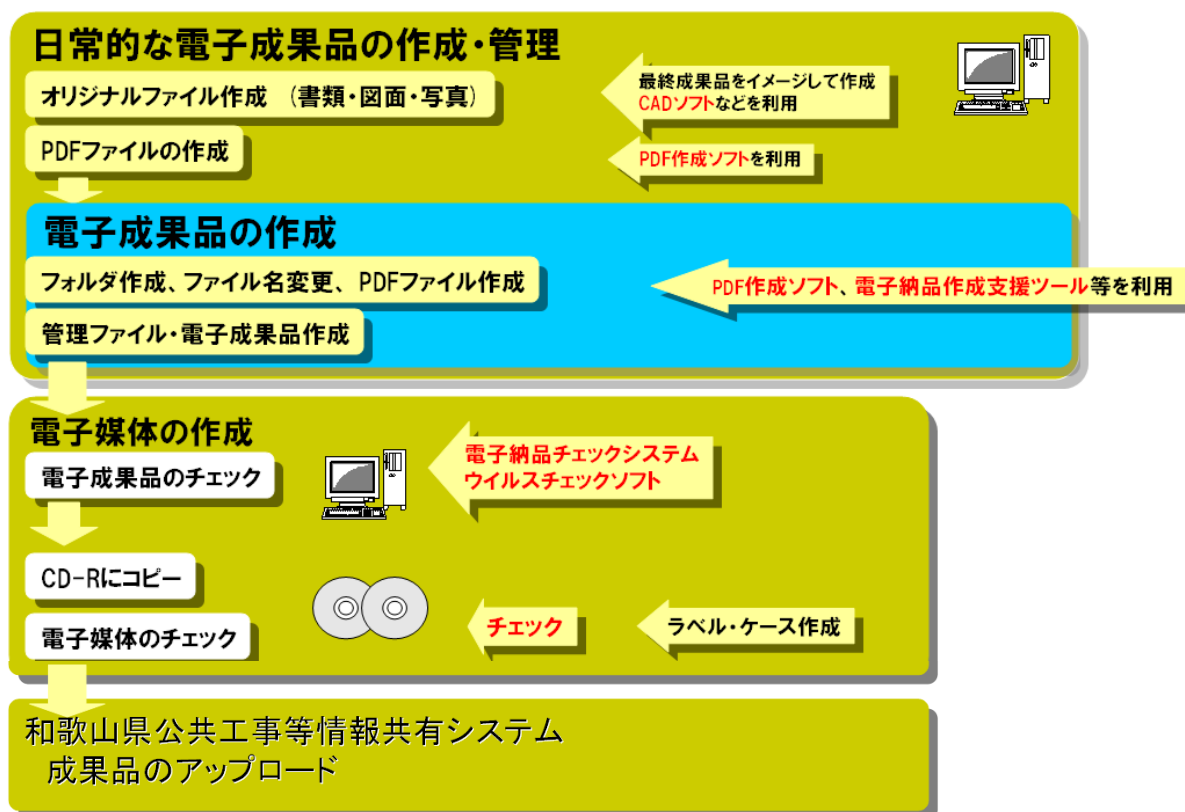 日常的な電子成果品の作成・管理
オリジナルファイル作成　（書類・図面・写真）
最終成果品をイメージして作成
CADソフトなどを利用
PDFファイルの作成
PDF作成ソフトを利用
電子成果品の作成
フォルダ作成、ファイル名変更、PDFファイル作成
PDF作成ソフト、電子納品作成支援ツール等を利用
管理ファイル・電子成果品作成
電子媒体の作成
電子成果品のチェック
電子納品チェックシステム
ウイルスチェックソフト
CD-Rにコピー
電子媒体のチェック
チェック
ラベル・ケース作成
和歌山県公共工事等情報共有システム
成果品のアップロード